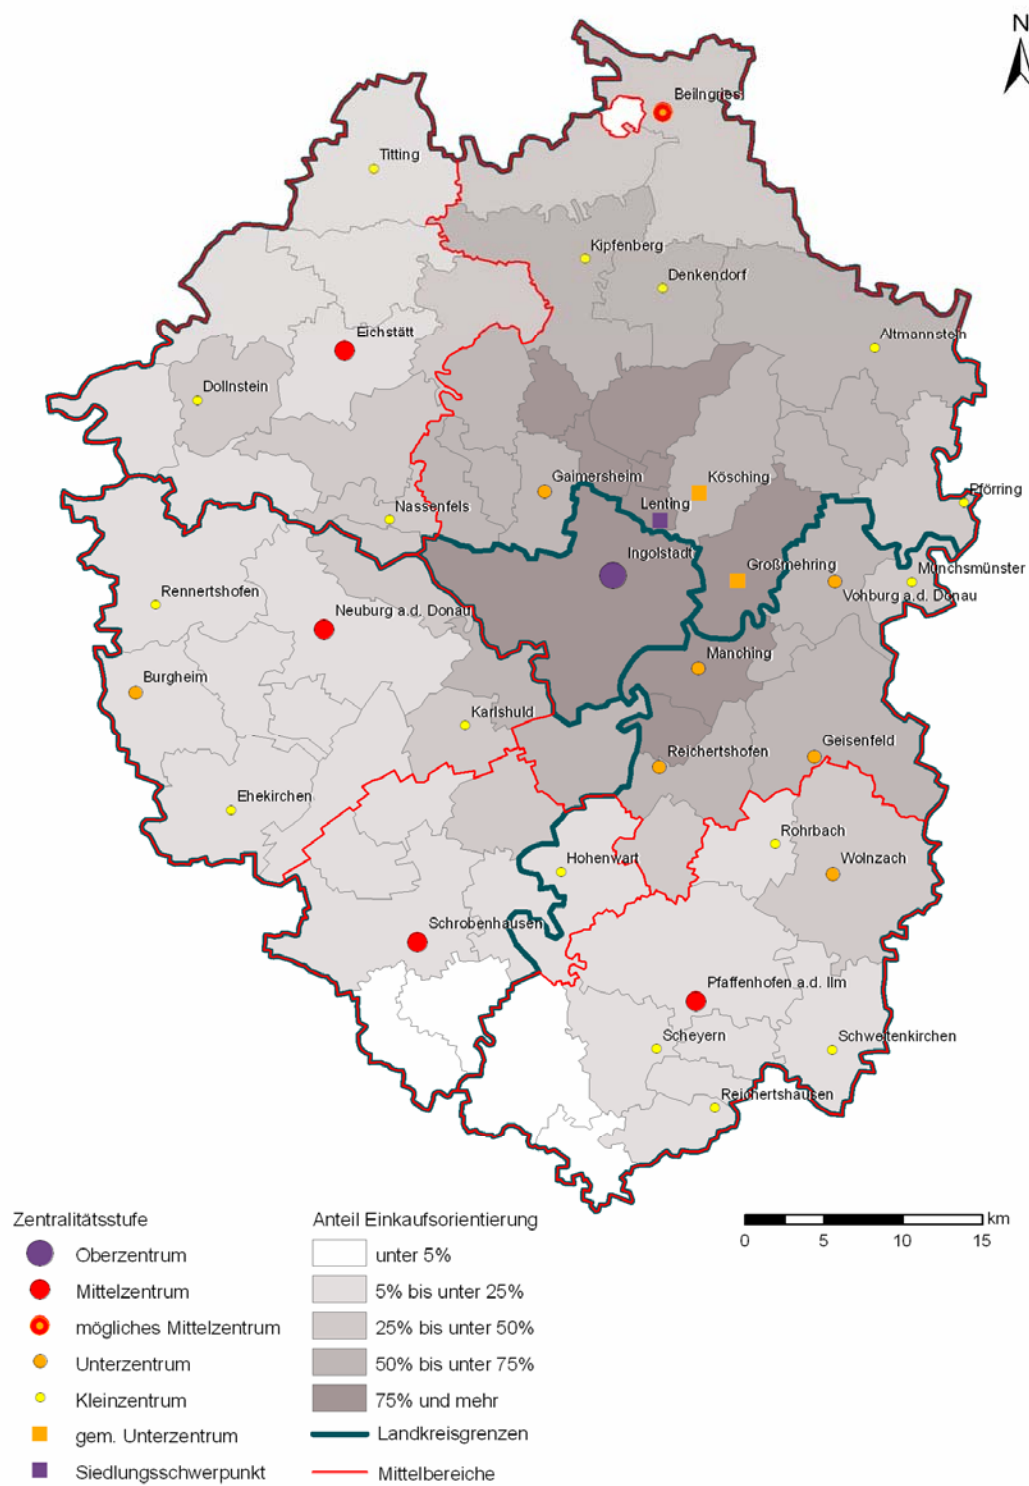 N
Beilngries
Titting
Kipfenberg
Denkendorf
Eichstätt
Altmannstein
Dollnstein
Gaimersheim
Kösching
Pförring
Nassenfels
Lenting
Ingolstadt
Großmehring
Münchsmünster
Rennertshofen
Neuburg a.d. Donau
Vohburg a.d. Donau
Manching
Burgheim
Karlshuld
Reichertshofen
Geisenfeld
Ehekirchen
Rohrbach
Hohenwart
Wolnzach
Schrobenhausen
Pfaffenhofen a.d. Ilm
Scheyern
Schweitenkirchen
Reichertshausen
Zentralitätsstufe
Oberzentrum
Mittelzentrum
mögliches Mittelzentrum
Unterzentrum
Kleinzentrum
gem. Unterzentrum
Siedlungsschwerpunkt
Anteil Einkaufsorientierung
unter 5%
5% bis unter 25%
25% bis unter 50%
50% bis unter 75%
75% und mehr
Landkreisgrenzen
Mittelbereiche
km
0 5 10 15